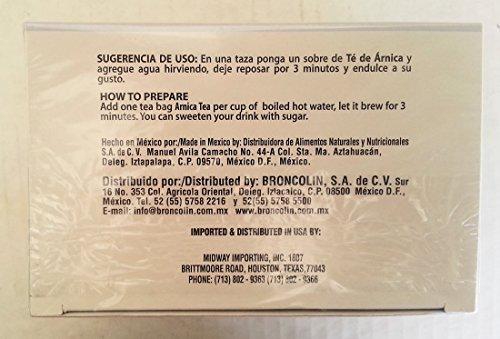 SUGERENCIA DE USO: En una taza ponga un sobre de Té de Árnica y
agregue agua hirviendo, deje reposar por 3 minutos y endulce a su
gusto.
HOW TO PREPARE
Add one tea bag Arnica Tea per cup of boiled hot water, let it brew for 3
minutes. You can sweeten your drink with sugar.
Hecho en México por:/Made in Mexico by: Distribuidora de Alimentos Naturales y Nutricionales
S.A. de C.V. Manuel Avila Camacho No. 44-A Col. Sta. Ma. Aztahuacán,
Deleg. Iztapalapa, C.P. 09570, México D.F., México.
Distribuido por:/Distributed by: BRONCOLIN, S.A. de C.V. Sur
16 No. 353 Col. Agricola Oriental, Deleg. Iztacalco, C.P. 08500 México D.F.,
México. Tel. 52 (55) 5758 2216 y 52(55) 5758 5500
E-mail: info@broncolin.com.mx www.broncolin.com.mx
IMPORTED & DISTRIBUTED IN USA BY:
MIDWAY IMPORTING, INC. 1807
BRITTMOORE ROAD, HOUSTON, TEXAS,77043
PHONE: (713) 802 - 9363 (713) 802 - 9366